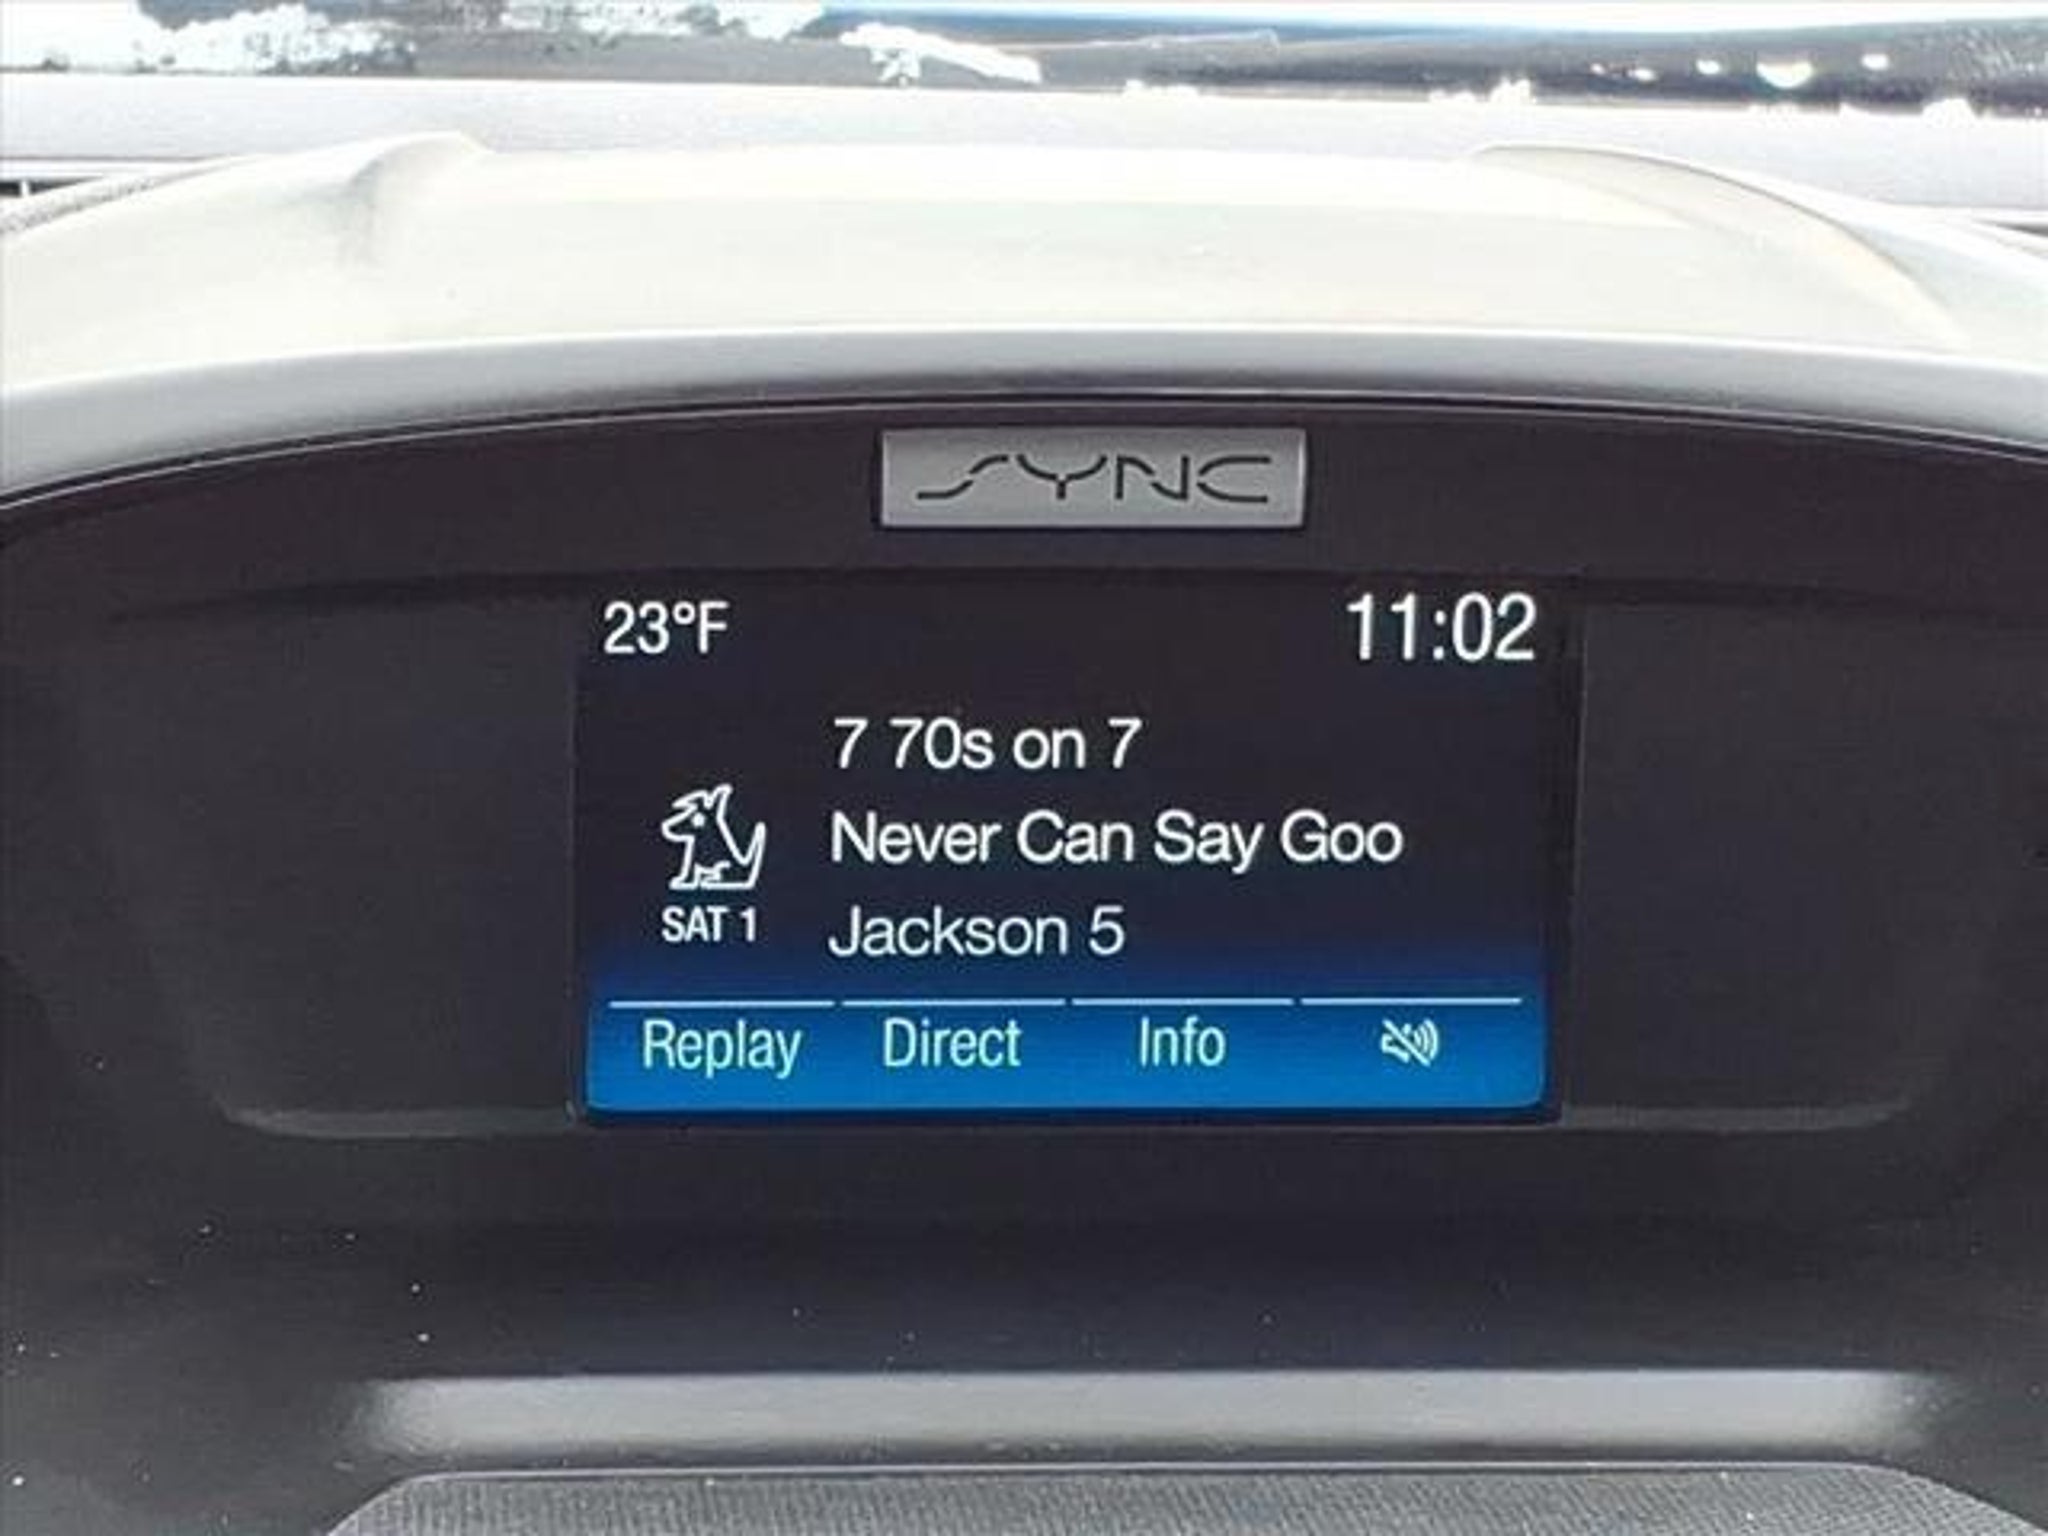 SYNC
23°F 11:02
7 70s on 7
Never Can Say Goo
SAT 1 Jackson 5
Replay Direct Info